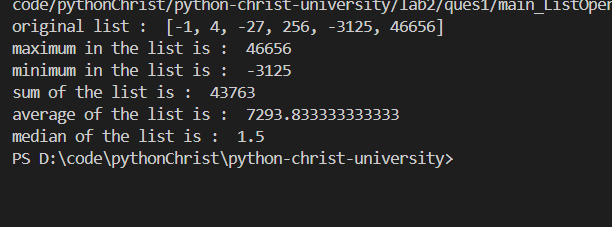 code/pythonChrist/python-christ-university/lab2/ques1/main_ListOper
original list :  [-1, 4, -27, 256, -3125, 46656]
maximum in the list is :  46656
minimum in the list is :  -3125
sum of the list is :  43763
average of the list is :  7293.833333333333
median of the list is :  1.5
PS D:\code\pythonChrist\python-christ-university>